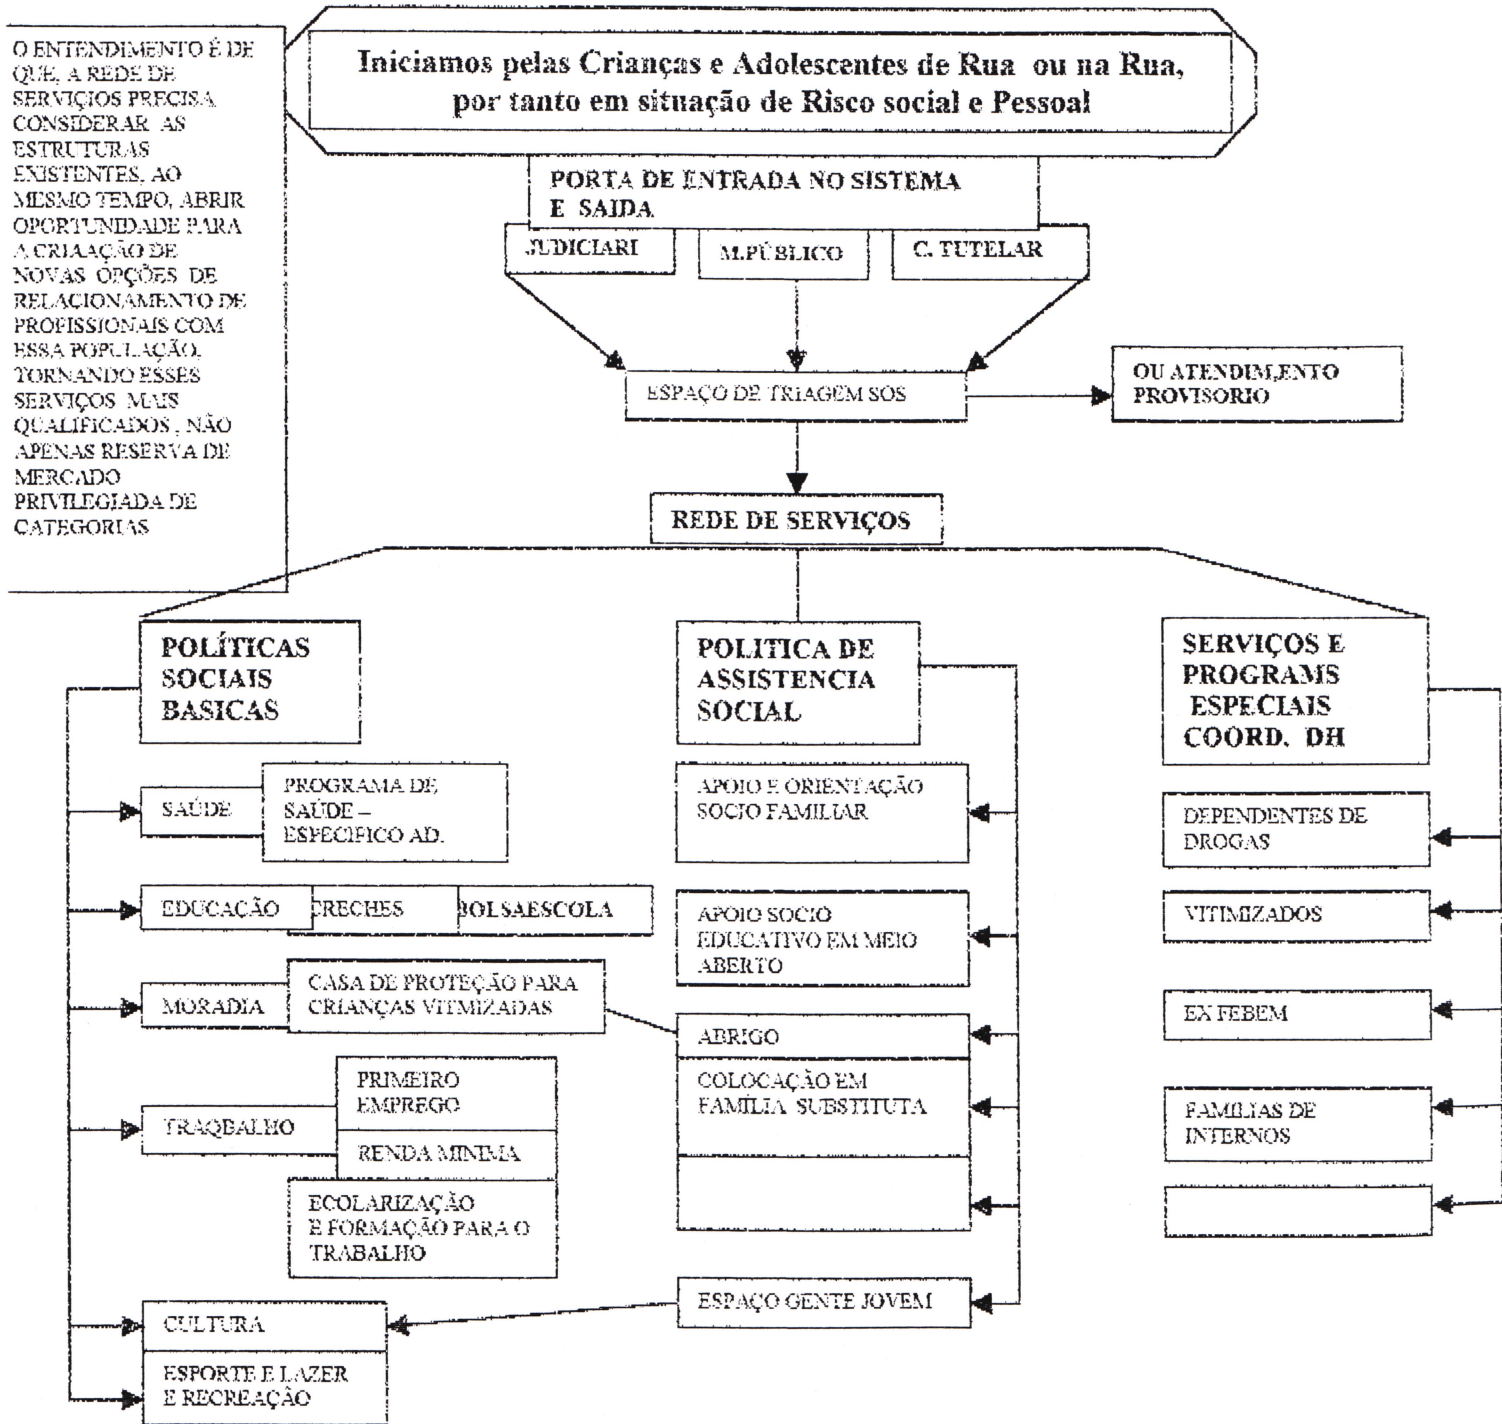 O ENTENDIMENTO É DE
QUE, A REDE DE
SERVIÇIOS PRECISA
CONSIDERAR AS
ESTRUTURAS
EXISTENTES, AO
MESMO TEMPO, ABRIR
OPORTUNIDADE PARA
A CRIAAÇÃO DE
NOVAS OPÇÕES DE
RELACIONAMENTO DE
PROFISSIONAIS COM
ESSA POPULAÇÃO,
TORNANDO ESSES
SERVIÇOS MAIS
QUALIFICADOS , NÃO
APENAS RESERVA DE
MERCADO
PRIVILEGIADA DE
CATEGORIAS
Iniciamos pelas Crianças e Adolescentes de Rua ou na Rua,
por tanto em situação de Risco social e Pessoal
PORTA DE ENTRADA NO SISTEMA
E SAIDA
JUDICIARI
M.PÚBLICO
C. TUTELAR
ESPAÇO DE TRIAGEM SOS
OU ATENDIM,ENTO
PROVISORIO
REDE DE SERVIÇOS
POLÍTICAS
SOCIAIS
BASICAS
SAÚDE
PROGRAMA DE
SAÚDE –
ESPECIFICO AD.
EDUCAÇÃO
CRECHES
BOLSAESCOLA
MORADIA
CASA DE PROTEÇÃO PARA
CRIANÇAS VITMIZADAS
TRAQBALHO
PRIMEIRO
EMPREGO
RENDA MINIMA
ECOLARIZAÇÃO
E FORMAÇÃO PARA O
TRABALHO
CULTURA
ESPORTE E LAZER
E RECREAÇÃO
POLITICA DE
ASSISTENCIA
SOCIAL
APOIO E ORIENTAÇÃO
SOCIO FAMILIAR
APOIO SOCIO
EDUCATIVO EM MEIO
ABERTO
ABRIGO
COLOCAÇÃO EM
FAMÍLIA SUBSTITUTA
ESPAÇO GENTE JOVEM
SERVIÇOS E
PROGRAMS
ESPECIAIS
COORD. DH
DEPENDENTES DE
DROGAS
VITIMIZADOS
EX FEBEM
FAMILIAS DE
INTERNOS